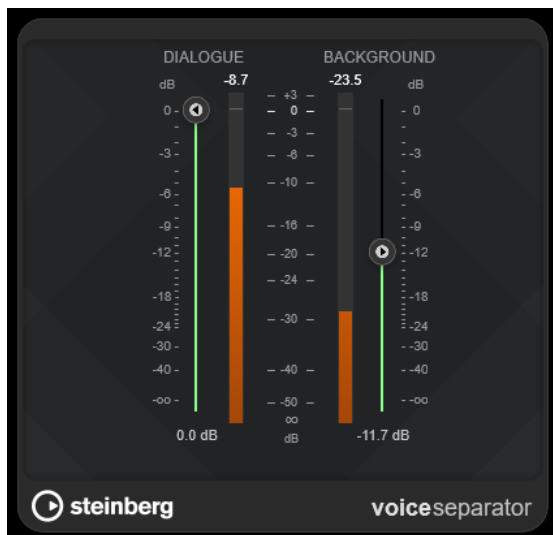 DIALOGUE BACKGROUND
dB -8.7 -23.5 dB
+3
0 0 0
-3 -3 -3
-6 -6 -6
-10
-9 -9
-16
-12 -20 -12
-24
-18 -18
-30
-24 -24
-30 -30
-40 -40 -40
-∞ -50 -∞
∞
0.0 dB dB -11.7 dB
steinberg voiceseparator